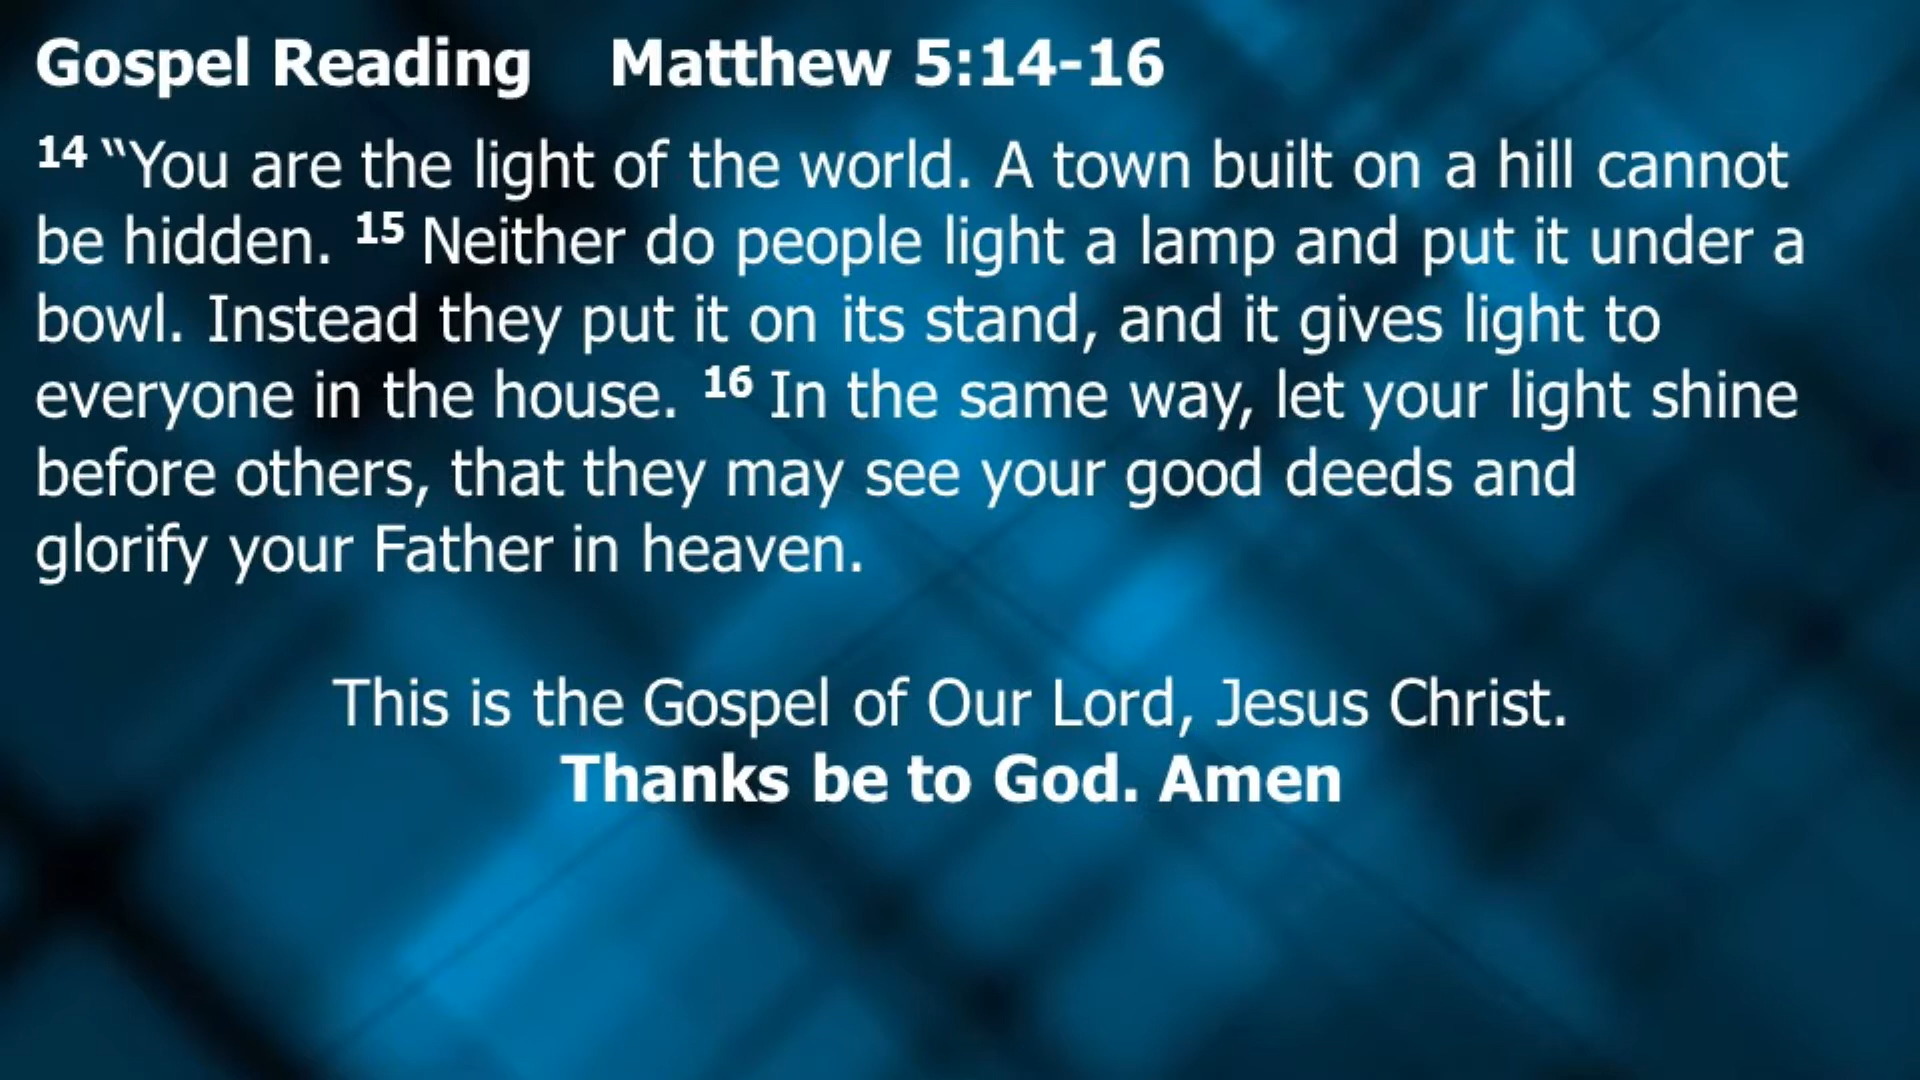 Gospel Reading Matthew 5:14-16
14 “You are the light of the world. A town built on a hill cannot
be hidden. 15 Neither do people light a lamp and put it under a
bowl. Instead they put it on its stand, and it gives light to
everyone in the house. 16 In the same way, let your light shine
before others, that they may see your good deeds and
glorify your Father in heaven.
This is the Gospel of Our Lord, Jesus Christ.
Thanks be to God. Amen